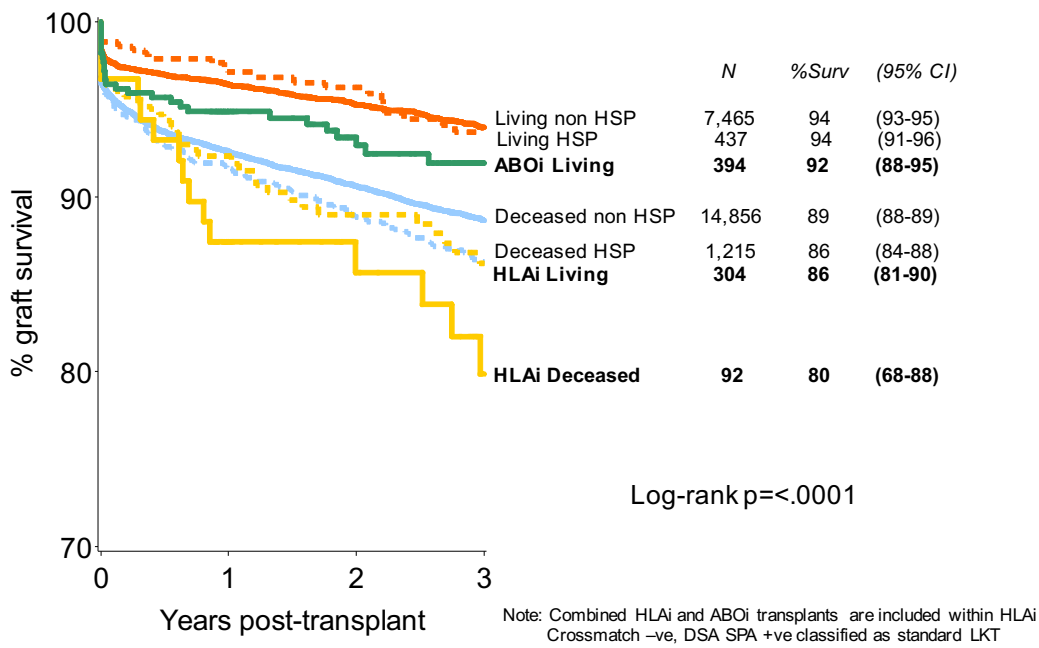 100
90
80
70
% graft survival
0 1 2 3
Years post-transplant
N %Surv (95% CI)
Living non HSP 7,465 94 (93-95)
Living HSP 437 94 (91-96)
ABOi Living 394 92 (88-95)
Deceased non HSP 14,856 89 (88-89)
Deceased HSP 1,215 86 (84-88)
HLAi Living 304 86 (81-90)
HLAi Deceased 92 80 (68-88)
Log-rank p=<.0001
Note: Combined HLAi and ABOi transplants are included within HLAi
Crossmatch –ve, DSA SPA +ve classified as standard LKT